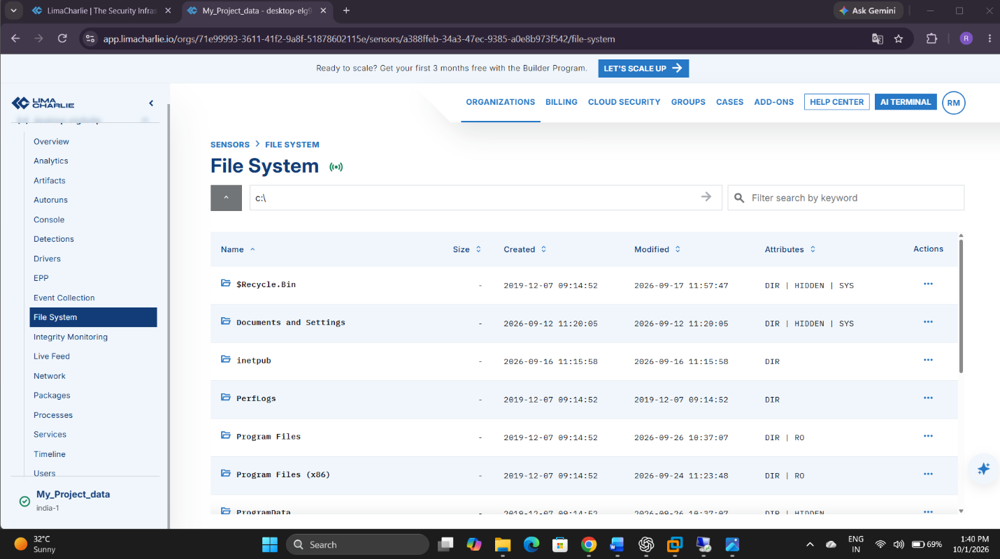 LimaCharlie | The Security Infras
My_Project_data - desktop-elg9
Ask Gemini
app.limacharlie.io/orgs/71e99993-3611-41f2-9a8f-51878602115e/sensors/a388ffeb-34a3-47ec-9385-a0e8b973f542/file-system
R
Ready to scale? Get your first 3 months free with the Builder Program. LET'S SCALE UP
LIMA
CHARLIE
ORGANIZATIONS BILLING CLOUD SECURITY GROUPS CASES ADD-ONS HELP CENTER AI TERMINAL RM
Overview
Analytics
Artifacts
Autoruns
Console
Detections
Drivers
EPP
Event Collection
File System
Integrity Monitoring
Live Feed
Network
Packages
Processes
Services
Timeline
Users
My_Project_data
india-1
SENSORS > FILE SYSTEM
File System
c:\
Filter search by keyword
Name Size Created Modified Attributes Actions
$Recycle.Bin - 2019-12-07 09:14:52 2026-09-17 11:57:47 DIR | HIDDEN | SYS
Documents and Settings - 2026-09-12 11:20:05 2026-09-12 11:20:05 DIR | HIDDEN | SYS
inetpub - 2026-09-16 11:15:58 2026-09-16 11:15:58 DIR
PerfLogs - 2019-12-07 09:14:52 2019-12-07 09:14:52 DIR
Program Files - 2019-12-07 09:14:52 2026-09-26 10:37:07 DIR | RO
Program Files (x86) - 2019-12-07 09:14:52 2026-09-24 11:23:48 DIR | RO
ProgramData - 2019-12-07 09:14:52 2026-09-26 10:37:07 DIR | HIDDEN
32°C
Sunny
Search
ENG
IN
69%
1:40 PM
10/1/2026